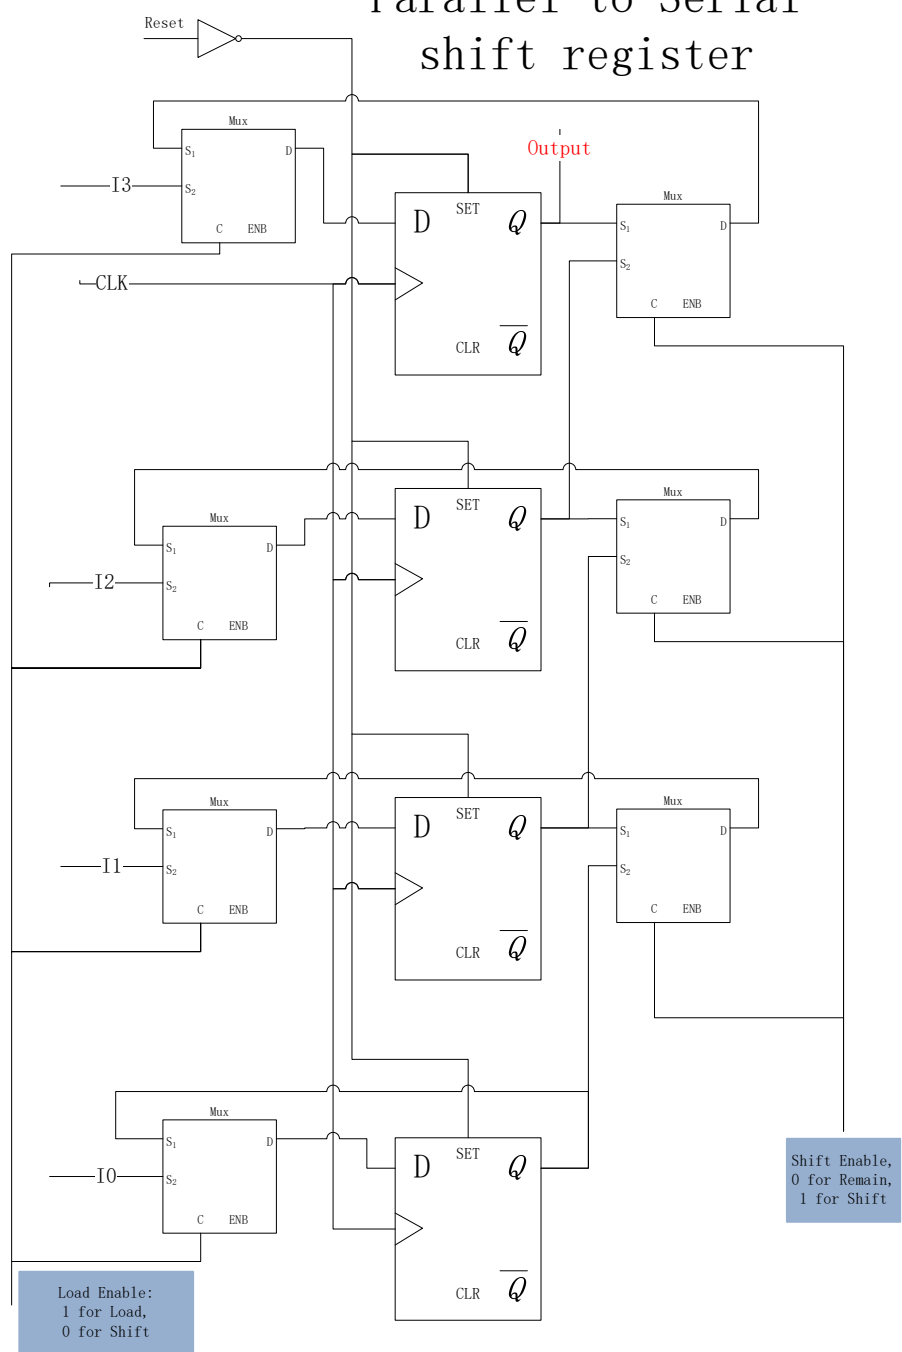 Parallel to Serial
shift register
Reset
Mux
S1
D
I3
S2
C ENB
Output
Mux
S1
D
S2
C ENB
D SET Q
CLK
CLR Q
Mux
S1
D
I2
S2
C ENB
D SET Q
CLR Q
Mux
S1
D
S2
C ENB
Mux
S1
D
I1
S2
C ENB
D SET Q
CLR Q
Mux
S1
D
S2
C ENB
Mux
S1
D
I0
S2
C ENB
D SET Q
CLR Q
Shift Enable,
0 for Remain,
1 for Shift
Load Enable:
1 for Load,
0 for Shift